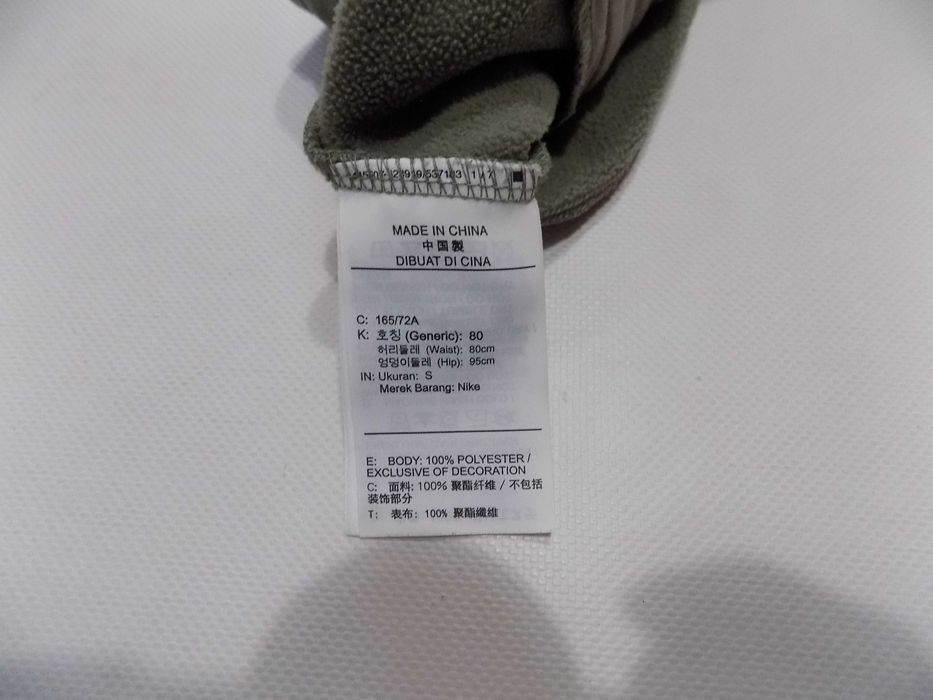 MADE IN CHINA
中国製
DIBUAT DI CINA
C: 165/72A
K: 호칭 (Generic): 80
허리둘레 (Waist): 80cm
엉덩이둘레 (Hip): 95cm
IN: Ukuran: S
Merek Barang: Nike
E: BODY: 100% POLYESTER /
EXCLUSIVE OF DECORATION
C: 面料: 100% 聚酯纤维 / 不包括
装饰部分
T: 表布: 100% 聚酯纖維